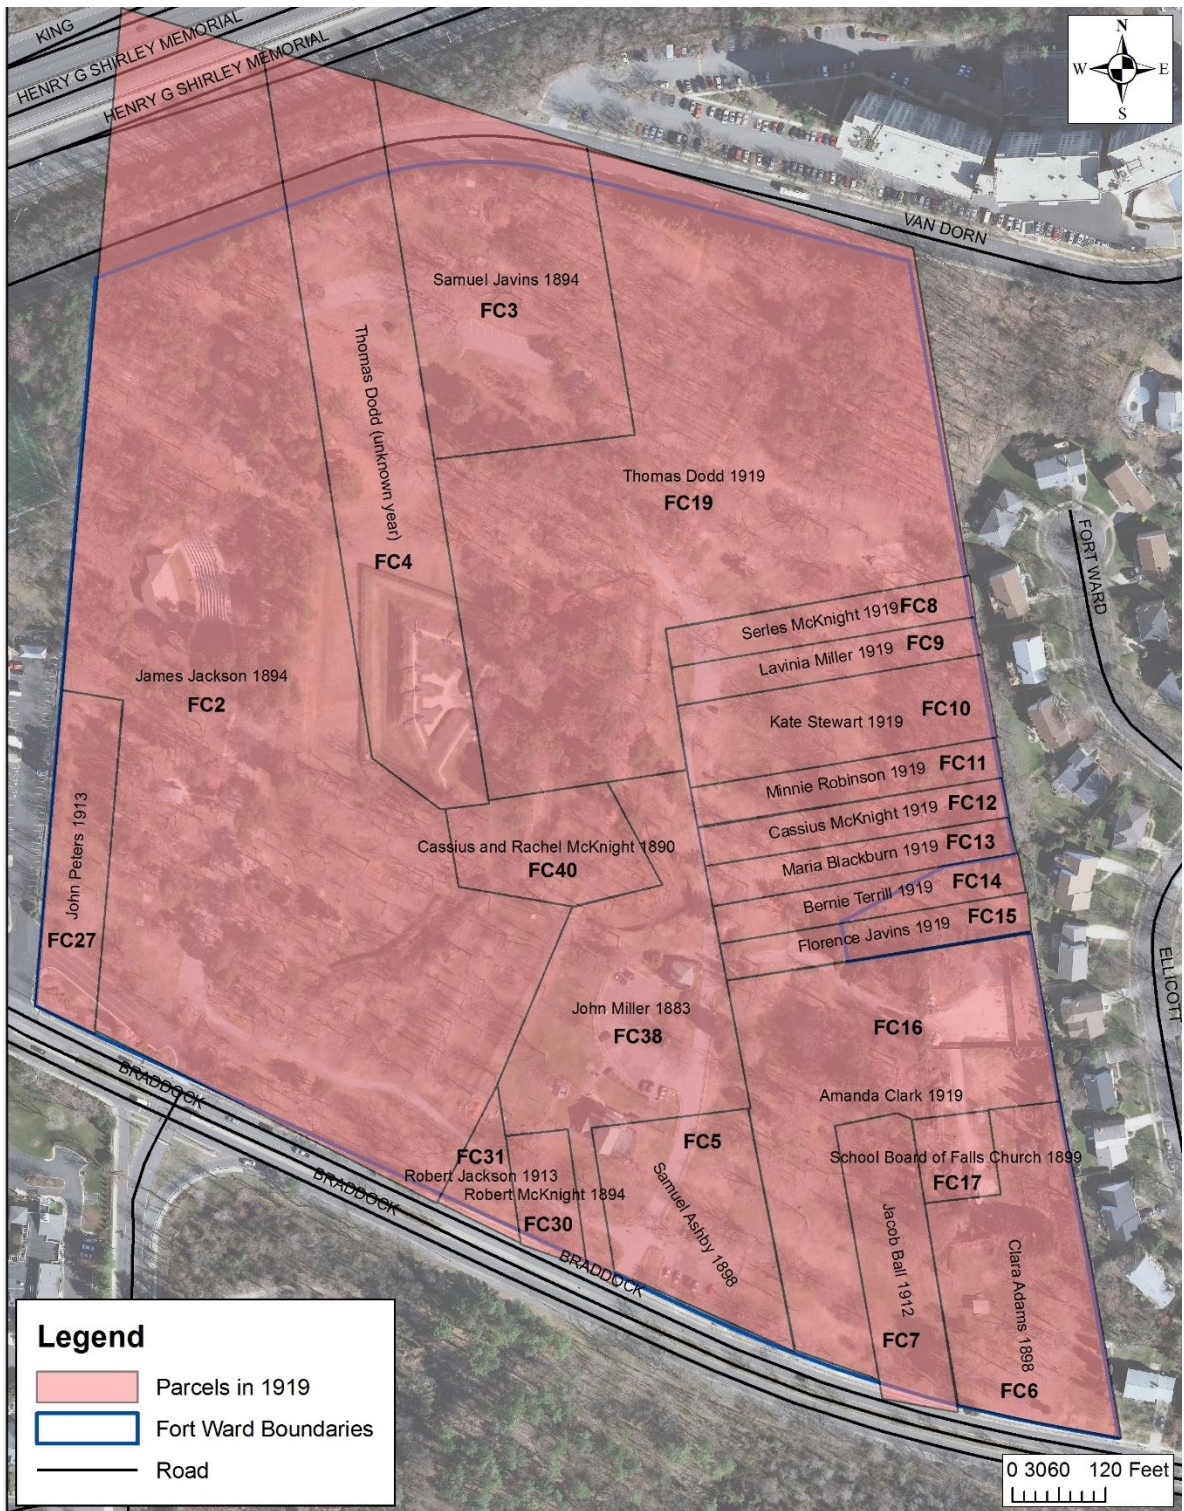 KING
HENRY G SHIRLEY MEMORIAL
HENRY G SHIRLEY MEMORIAL
N
W E
S
VAN DORN
Samuel Javins 1894
FC3
Thomas Dodd (unknown year)
FC4
Thomas Dodd 1919
FC19
FORT WARD
Serles McKnight 1919 FC8
Lavinia Miller 1919 FC9
James Jackson 1894
FC2
Kate Stewart 1919 FC10
Minnie Robinson 1919 FC11
Cassius McKnight 1919 FC12
Maria Blackburn 1919 FC13
Bernie Terrill 1919 FC14
Florence Javins 1919 FC15
John Peters 1913
FC27
Cassius and Rachel McKnight 1890
FC40
ELLICOTT
John Miller 1883
FC38
FC16
Amanda Clark 1919
BRADDOCK
BRADDOCK
BRADDOCK
FC31
Robert Jackson 1913
Robert McKnight 1894
FC30
FC5
Samuel Ashby 1898
School Board of Falls Church 1899
FC17
Jacob Ball 1912
FC7
Clara Adams 1898
FC6
Legend
Parcels in 1919
Fort Ward Boundaries
Road
0 3060 120 Feet